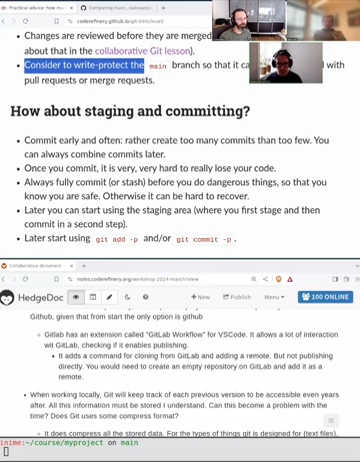 Practical advice: how mu
Comparing main...radioastro
coderefinery.github.io/git-intro/level/
Changes are reviewed before they are merged
about that in the collaborative Git lesson).
Consider to write-protect the main branch so that it ca
l with
pull requests or merge requests.
How about staging and committing?
Commit early and often: rather create too many commits than too few. You
can always combine commits later.
Once you commit, it is very, very hard to really lose your code.
Always fully commit (or stash) before you do dangerous things, so that you
know you are safe. Otherwise it can be hard to recover.
Later you can start using the staging area (where you first stage and then
commit in a second step).
Later start using git add -p and/or git commit -p .
Collaborative document
notes.coderefinery.org/workshop-2024-march?view
HedgeDoc
New
Publish
Menu
100 ONLINE
Github, given that from start the only option is github
Gitlab has an extension called "GitLab Workflow" for VSCode. It allows a lot of interaction
wit GitLab, checking if it enables publishing.
It adds a command for cloning from GitLab and adding a remote. But not publishing
directly. You would need to create an empty repository on GitLab and add it as a
remote.
When working locally, Git will keep track of each previous version to be accessible even years
after. All this information must be stored I understand. Can this become a problem with the
time? Does Git uses some compress format?
It does compress all the stored data. For the types of things git is designed for (text files),
inime:~/course/myproject on main